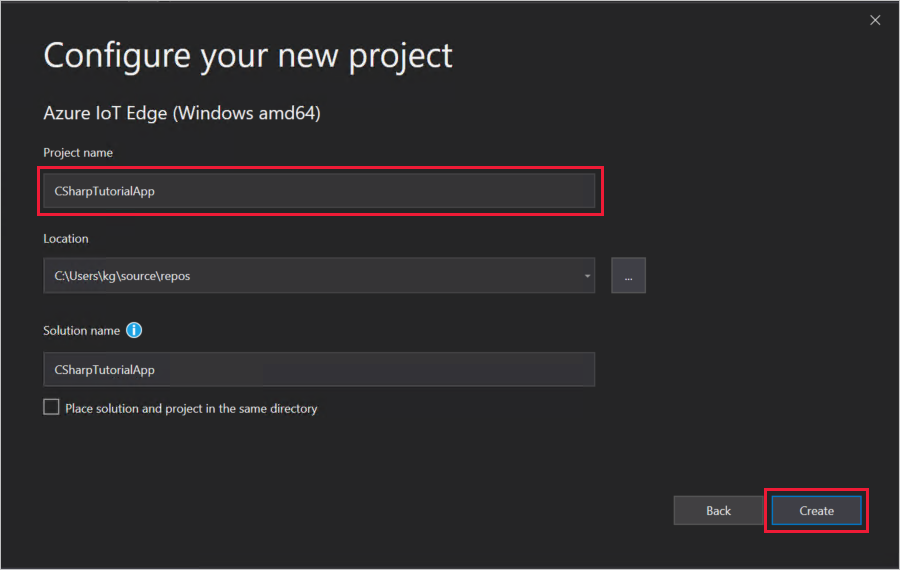 Configure your new project
Azure IoT Edge (Windows amd64)
Project name
CSharpTutorialApp
Location
C:\Users\kg\source\repos
...
Solution name
CSharpTutorialApp
Place solution and project in the same directory
Back
Create